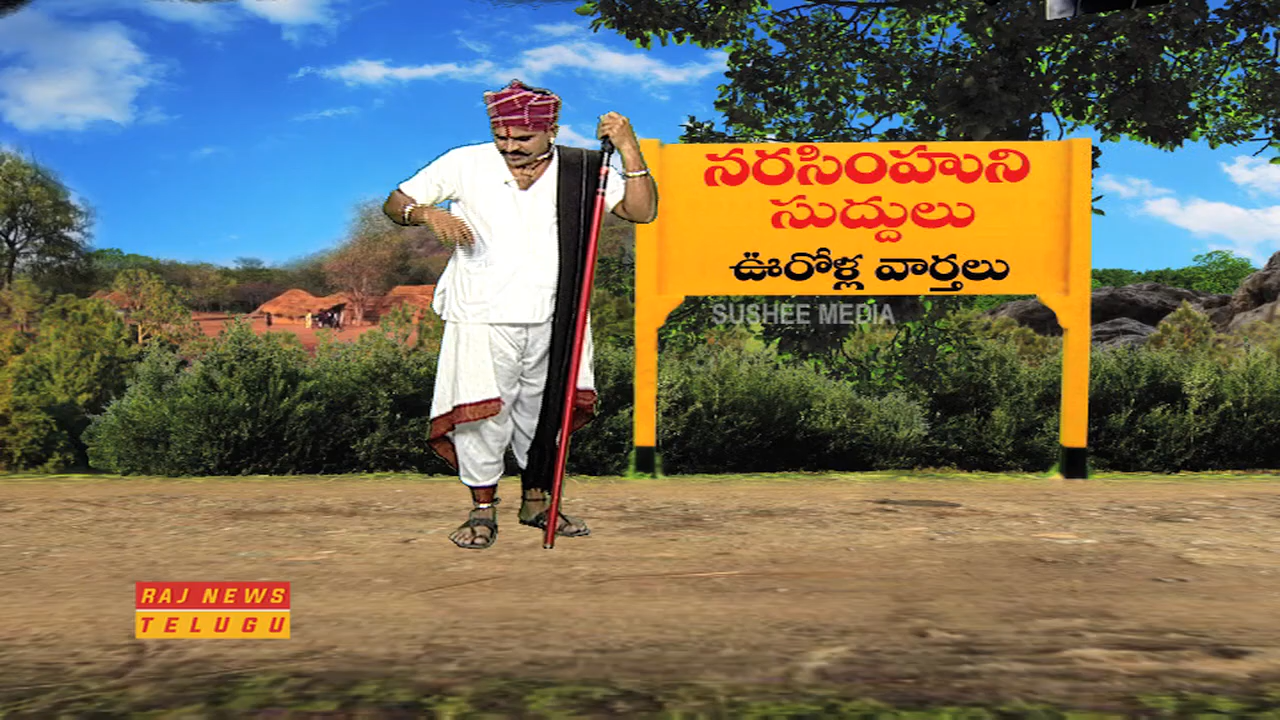 నరసింహుని
సుద్దులు
ఊరోళ్ల వార్తలు
SUSHEE MEDIA
RAJ NEWS
TELUGU